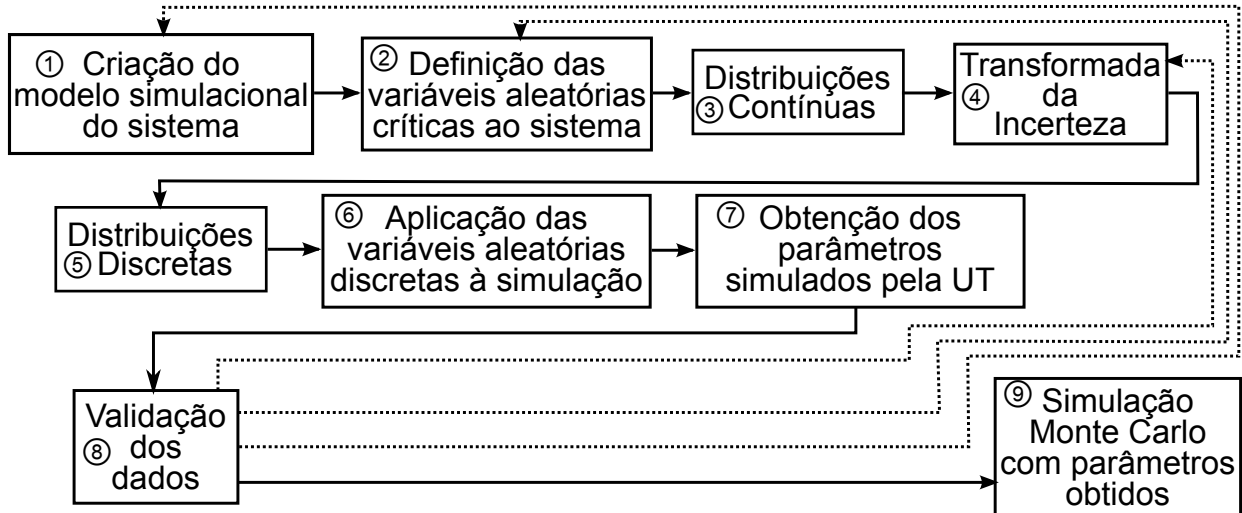 ① Criação do
modelo simulacional
do sistema
② Definição das
variáveis aleatórias
críticas ao sistema
Distribuições
③ Contínuas
Transformada
④ da
Incerteza
Distribuições
⑤ Discretas
⑥ Aplicação das
variáveis aleatórias
discretas à simulação
⑦ Obtenção dos
parâmetros
simulados pela UT
Validação
⑧ dos
dados
⑨ Simulação
Monte Carlo
com parâmetros
obtidos